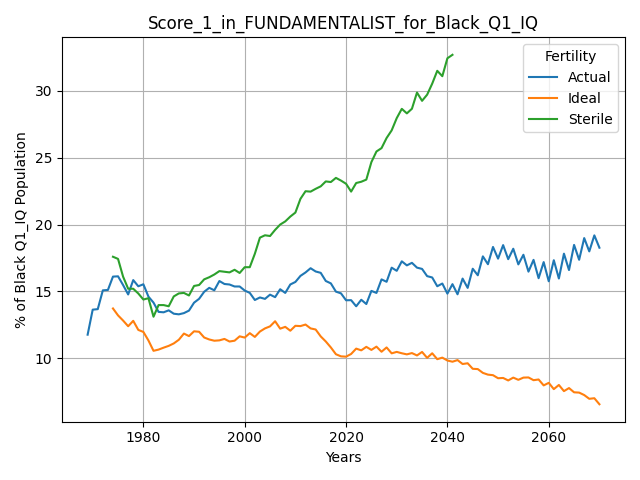 Score_1_in_FUNDAMENTALIST_for_Black_Q1_IQ
% of Black Q1_IQ Population
30
25
20
15
10
Fertility
Actual
Ideal
Sterile
1980
2000
2020
2040
2060
Years